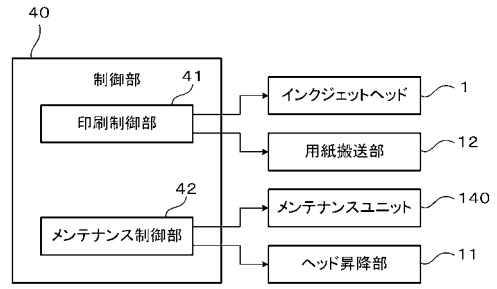 40
制御部
41
印刷制御部
インクジェットヘッド
1
用紙搬送部
12
42
メンテナンス制御部
メンテナンスユニット
140
ヘッド昇降部
11